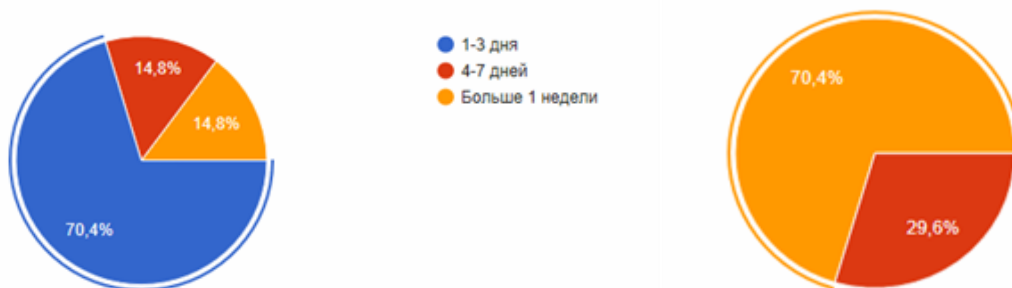 14,8%
14,8%
70,4%
1-3 дня
4-7 дней
Больше 1 недели
70,4%
29,6%